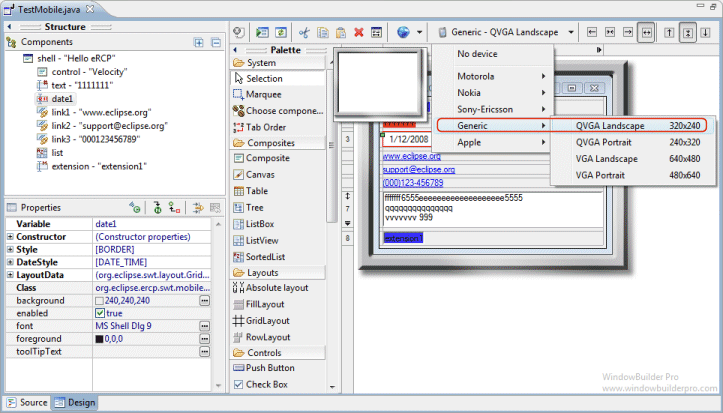 TestMobile.java
Structure
Components
shell - "Hello eRCP"
control - "Velocity"
text - "1111111"
date1
link1 - "www.eclipse.org"
link2 - "support@eclipse.org"
link3 - "000123456789"
list
extension - "extension1"
Properties
Variable date1
Constructor (Constructor properties)
Style [BORDER]
DateStyle [DATE_TIME]
LayoutData (org.eclipse.swt.layout.Grid...
Class org.eclipse.ercp.swt.mobile...
background 240,240,240
enabled true
font MS Shell Dlg 9
foreground 0,0,0
toolTipText
Source
Design
Palette
System
Selection
Marquee
Choose compone...
Tab Order
Composites
Composite
Canvas
Table
Tree
ListBox
ListView
SortedList
Layouts
Absolute layout
FillLayout
GridLayout
RowLayout
Controls
Push Button
Check Box
Generic - QVGA Landscape
No device
Motorola
Nokia
Sony-Ericsson
Generic
Apple
QVGA Landscape 320x240
QVGA Portrait 240x320
VGA Landscape 640x480
VGA Portrait 480x640
3
7
8
1/12/2008
www.eclipse.org
support@eclipse.org
(000)123-456789
qqqqqqqqqqqqqqq
vvvvvvv 999
WindowBuilder Pro
www.windowbuilderpro.com